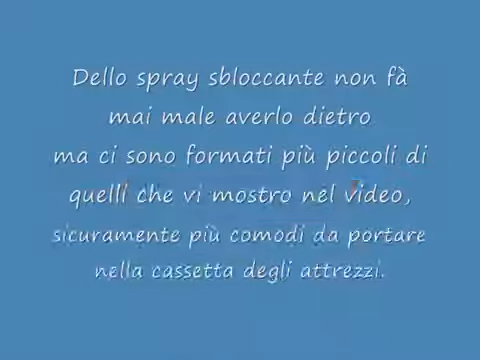 Dello spray sbloccante non fà
mai male averlo dietro
ma ci sono formati più piccoli di
quelli che vi mostro nel video,
sicuramente più comodi da portare
nella cassetta degli attrezzi.